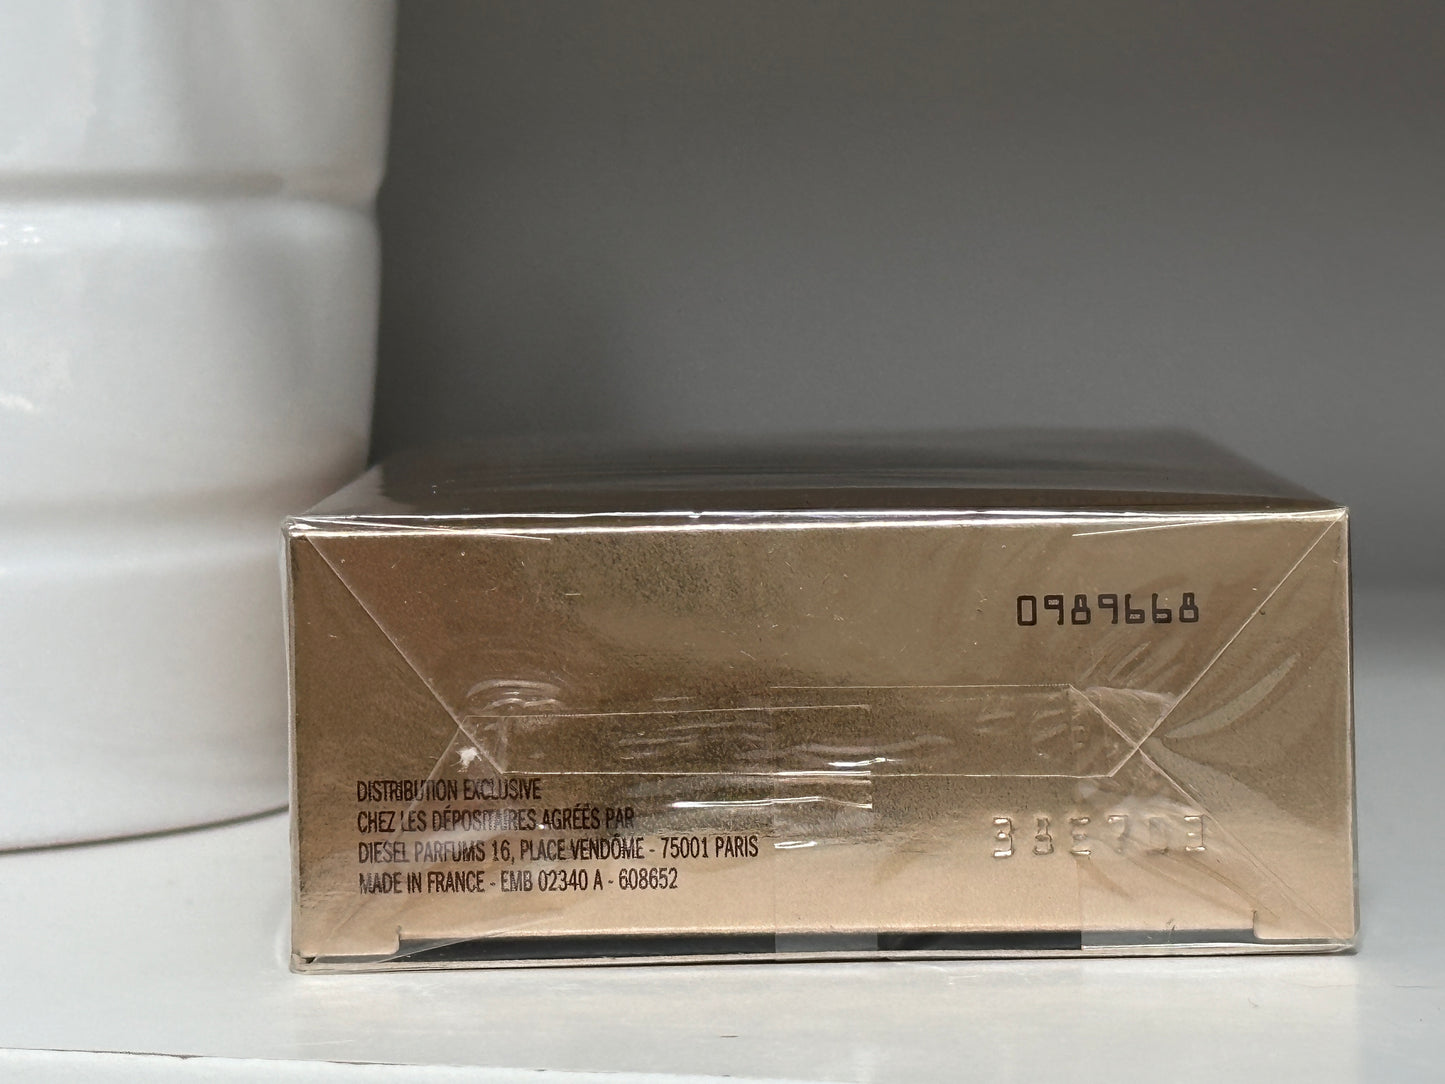 0989668
DISTRIBUTION EXCLUSIVE
CHEZ LES DÉPOSITAIRES AGRÉÉS PAR
DIESEL PARFUMS 16, PLACE VENDÔME - 75001 PARIS
MADE IN FRANCE - EMB 02340 A - 608652